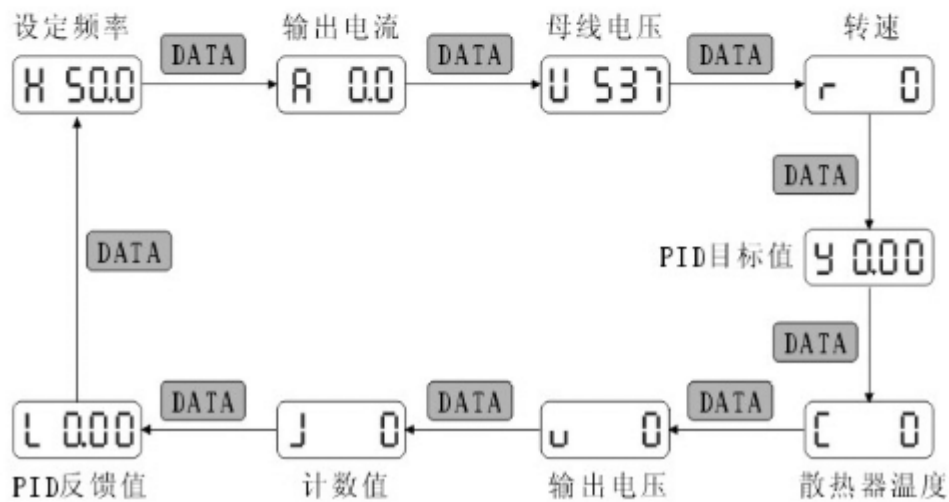 设定频率 输出电流 母线电压 转速
DATA DATA DATA
H 50.0 A 0.0 U 537 r 0
DATA
PID目标值 y 0.00
DATA
DATA
DATA DATA DATA
L 0.00 J 0 u 0 C 0
PID反馈值 计数值 输出电压 散热器温度